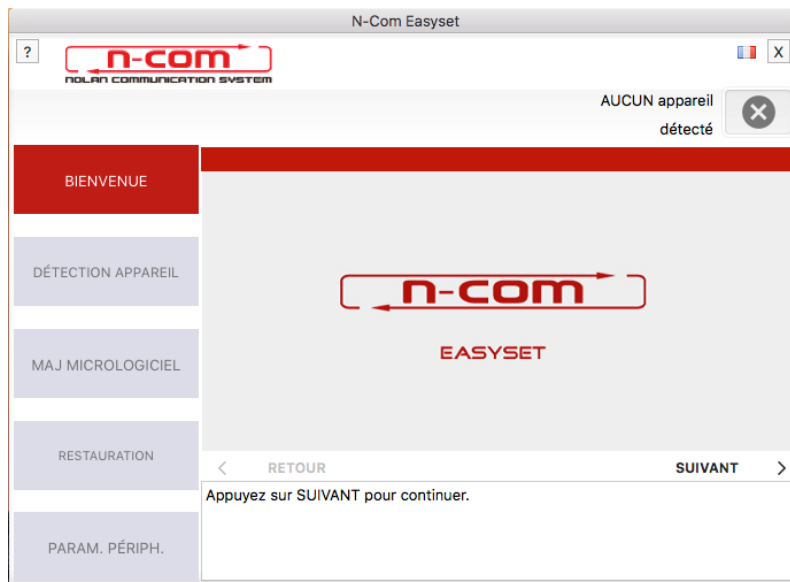 N-Com Easyset
?
n-com
NOLAN COMMUNICATION SYSTEM
X
AUCUN appareil
détecté
BIENVENUE
DÉTECTION APPAREIL
n-com
EASYSET
MAJ MICROLOGICIEL
RESTAURATION
< RETOUR
SUIVANT >
Appuyez sur SUIVANT pour continuer.
PARAM. PÉRIPH.